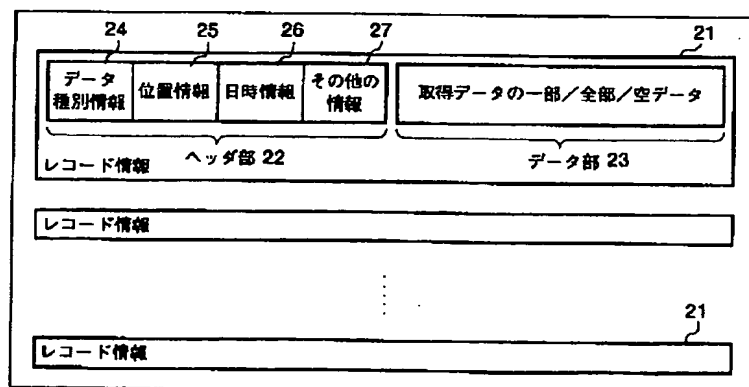 24 25 26 27 21
データ
種別情報
位置情報
日時情報
その他の
情報
取得データの一部／全部／空データ
ヘッダ部 22
データ部 23
レコード情報
レコード情報
21
レコード情報